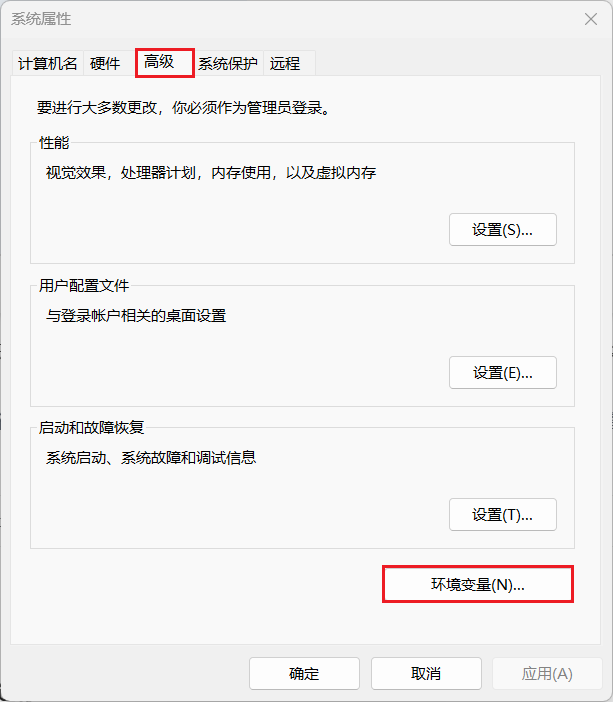 系统属性
计算机名 硬件 高级 系统保护 远程
要进行大多数更改，你必须作为管理员登录。
性能
视觉效果，处理器计划，内存使用，以及虚拟内存
设置(S)...
用户配置文件
与登录帐户相关的桌面设置
设置(E)...
启动和故障恢复
系统启动、系统故障和调试信息
设置(T)...
环境变量(N)...
确定 取消 应用(A)